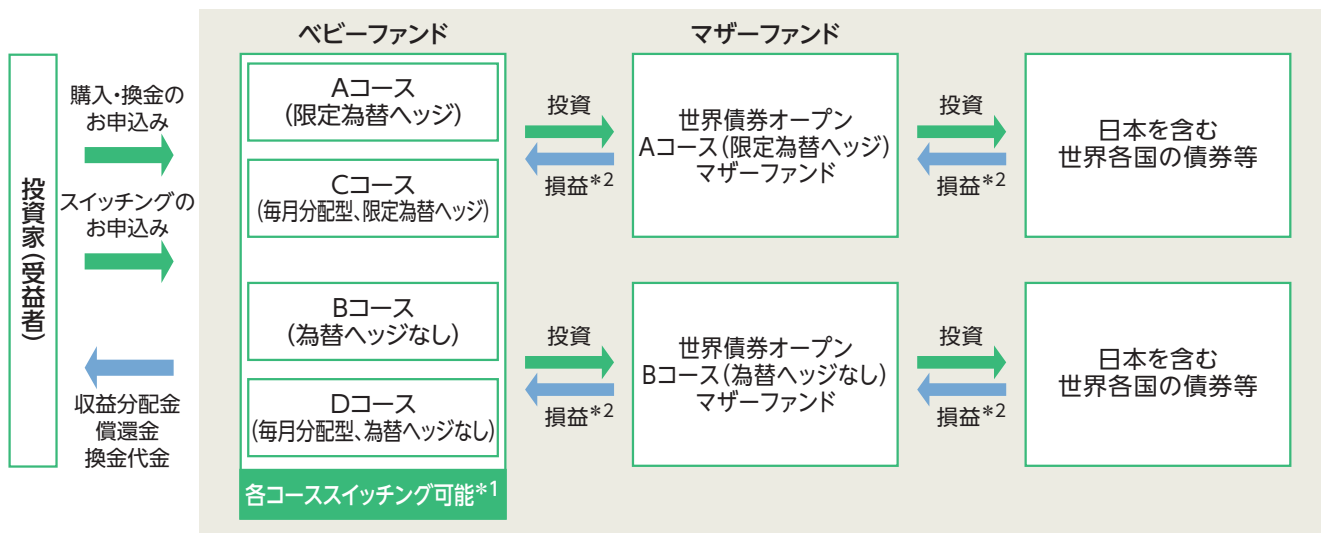 ベビーファンド
マザーファンド
投資家（受益者）
購入・換金の
お申込み
スイッチングの
お申込み
収益分配金
償還金
換金代金
Aコース
（限定為替ヘッジ）
Cコース
（毎月分配型、限定為替ヘッジ）
Bコース
（為替ヘッジなし）
Dコース
（毎月分配型、為替ヘッジなし）
各コーススイッチング可能＊1
投資
損益＊2
世界債券オープン
Aコース（限定為替ヘッジ）
マザーファンド
投資
損益＊2
日本を含む
世界各国の債券等
投資
損益＊2
世界債券オープン
Bコース（為替ヘッジなし）
マザーファンド
投資
損益＊2
日本を含む
世界各国の債券等